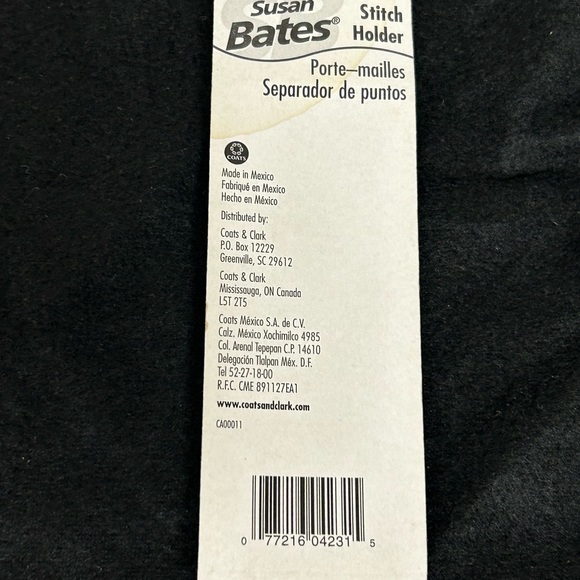 Susan
Bates®
Stitch
Holder
Porte–mailles
Separador de puntos
COATS
Made in Mexico
Fabriqué en Mexico
Hecho en México
Distributed by:
Coats & Clark
P.O. Box 12229
Greenville, SC 29612
Coats & Clark
Mississauga, ON Canada
L5T 2T5
Coats México S.A. de C.V.
Calz. México Xochimilco 4985
Col. Arenal Tepepan C.P. 14610
Delegación Tlalpan Méx. D.F.
Tel 52-27-18-00
R.F.C. CME 891127EA1
www.coatsandclark.com
CA00011
0 77216 04231 5